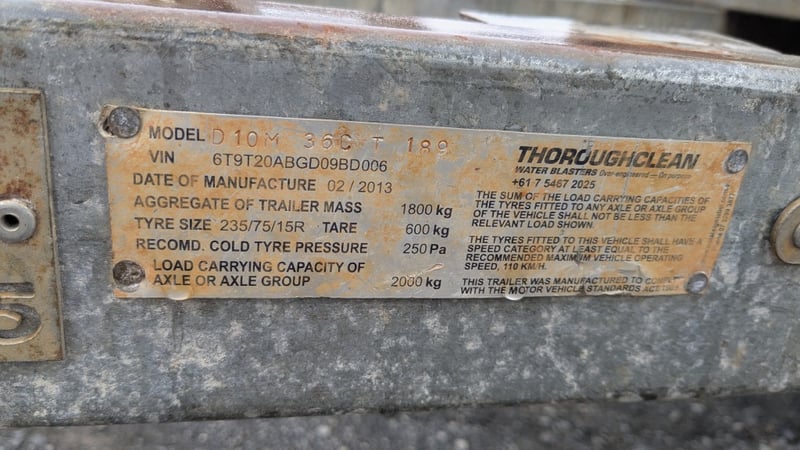 MODEL D10M 36C T 189
VIN 6T9T20ABGD09BD006
DATE OF MANUFACTURE 02/2013
AGGREGATE OF TRAILER MASS 1800 kg
TYRE SIZE 235/75/15R TARE 600 kg
RECOMD. COLD TYRE PRESSURE 250 Pa
LOAD CARRYING CAPACITY OF
AXLE OR AXLE GROUP 2000 kg
THOROUGHCLEAN
WATER BLASTERS Over-engineered — On purpose
+61 7 5467 2025
THE SUM OF THE LOAD CARRYING CAPACITIES OF
THE TYRES FITTED TO ANY AXLE OR AXLE GROUP
OF THE VEHICLE SHALL NOT BE LESS THAN THE
RELEVANT LOAD SHOWN.
THE TYRES FITTED TO THIS VEHICLE SHALL HAVE A
SPEED CATEGORY AT LEAST EQUAL TO THE
RECOMMENDED MAXIMUM VEHICLE OPERATING
SPEED, 110 KM/H.
THIS TRAILER WAS MANUFACTURED TO COMPLY
WITH THE MOTOR VEHICLE STANDARDS ACT 1989